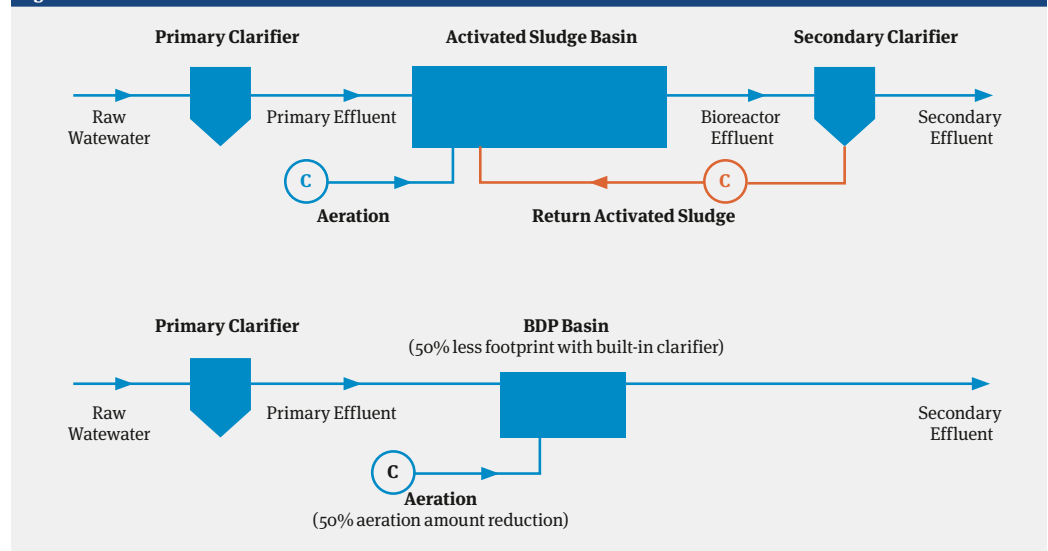 Primary Clarifier
Activated Sludge Basin
Secondary Clarifier
Raw
Watewater
Primary Effluent
Bioreactor
Effluent
Secondary
Effluent
C
C
Aeration
Return Activated Sludge
Primary Clarifier
BDP Basin
(50% less footprint with built-in clarifier)
Raw
Watewater
Primary Effluent
Secondary
Effluent
C
Aeration
(50% aeration amount reduction)